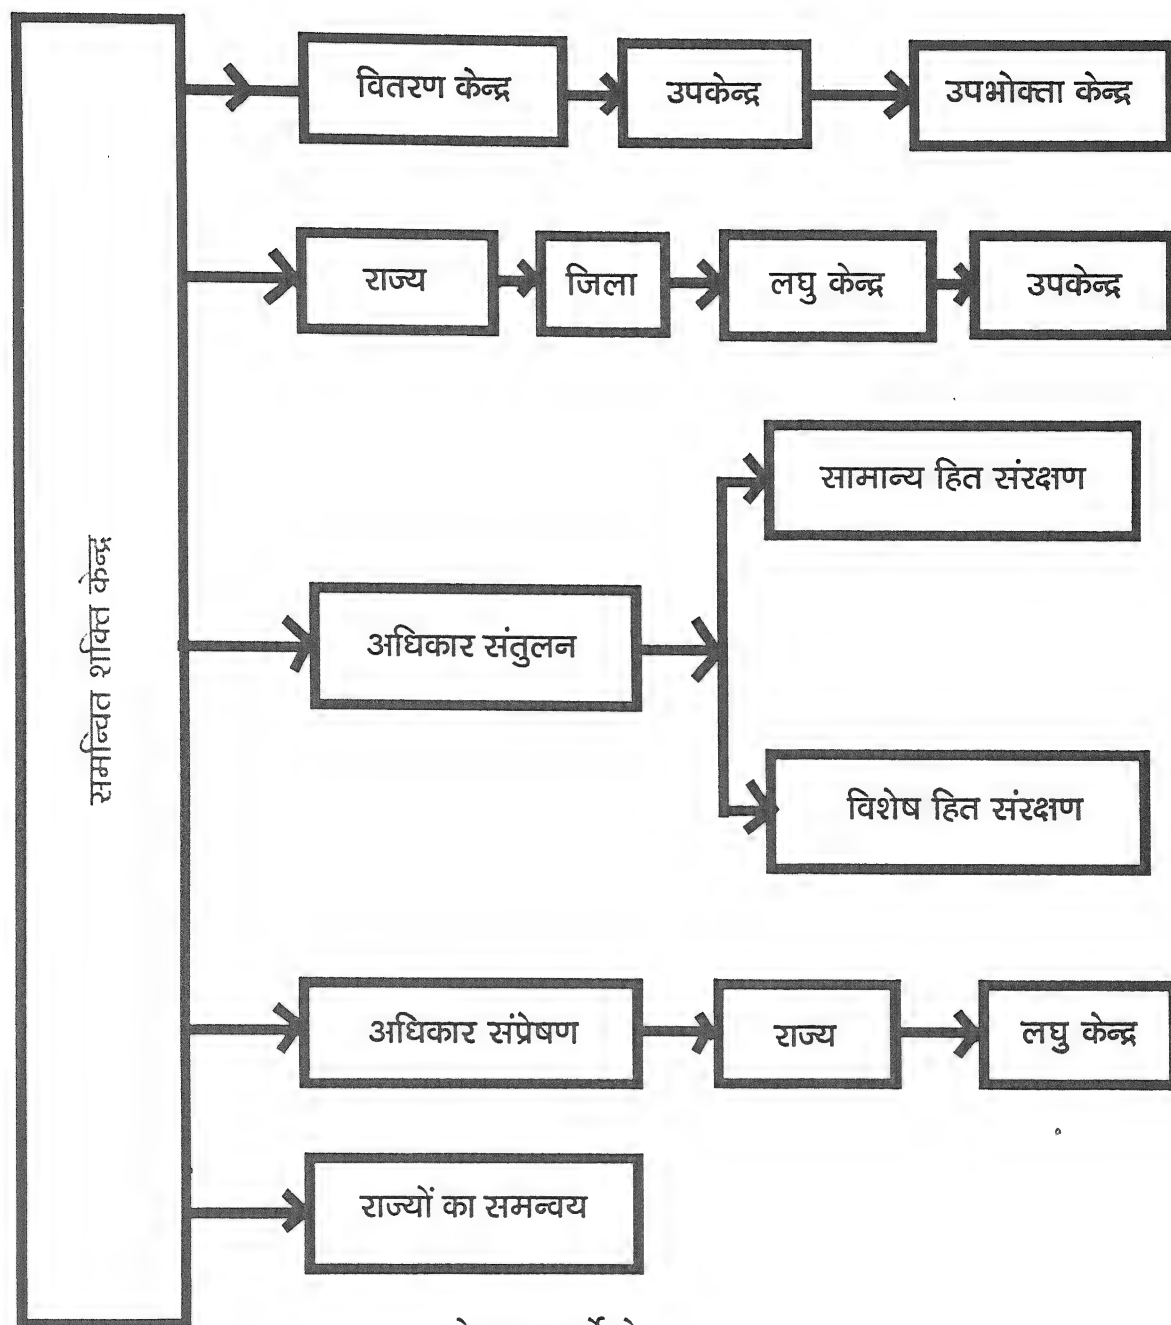 समन्वित शक्ति केन्द्र
वितरण केन्द्र
उपकेन्द्र
उपभोक्ता केन्द्र
राज्य
जिला
लघु केन्द्र
उपकेन्द्र
सामान्य हित संरक्षण
अधिकार संतुलन
विशेष हित संरक्षण
अधिकार संप्रेषण
राज्य
लघु केन्द्र
राज्यों का समन्वय